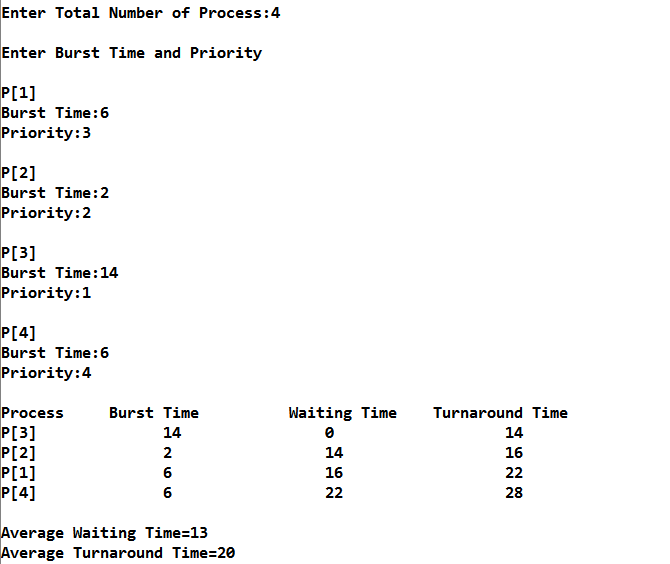 Enter Total Number of Process:4
Enter Burst Time and Priority
P[1]
Burst Time:6
Priority:3
P[2]
Burst Time:2
Priority:2
P[3]
Burst Time:14
Priority:1
P[4]
Burst Time:6
Priority:4
Process Burst Time Waiting Time Turnaround Time
P[3] 14 0 14
P[2] 2 14 16
P[1] 6 16 22
P[4] 6 22 28
Average Waiting Time=13
Average Turnaround Time=20